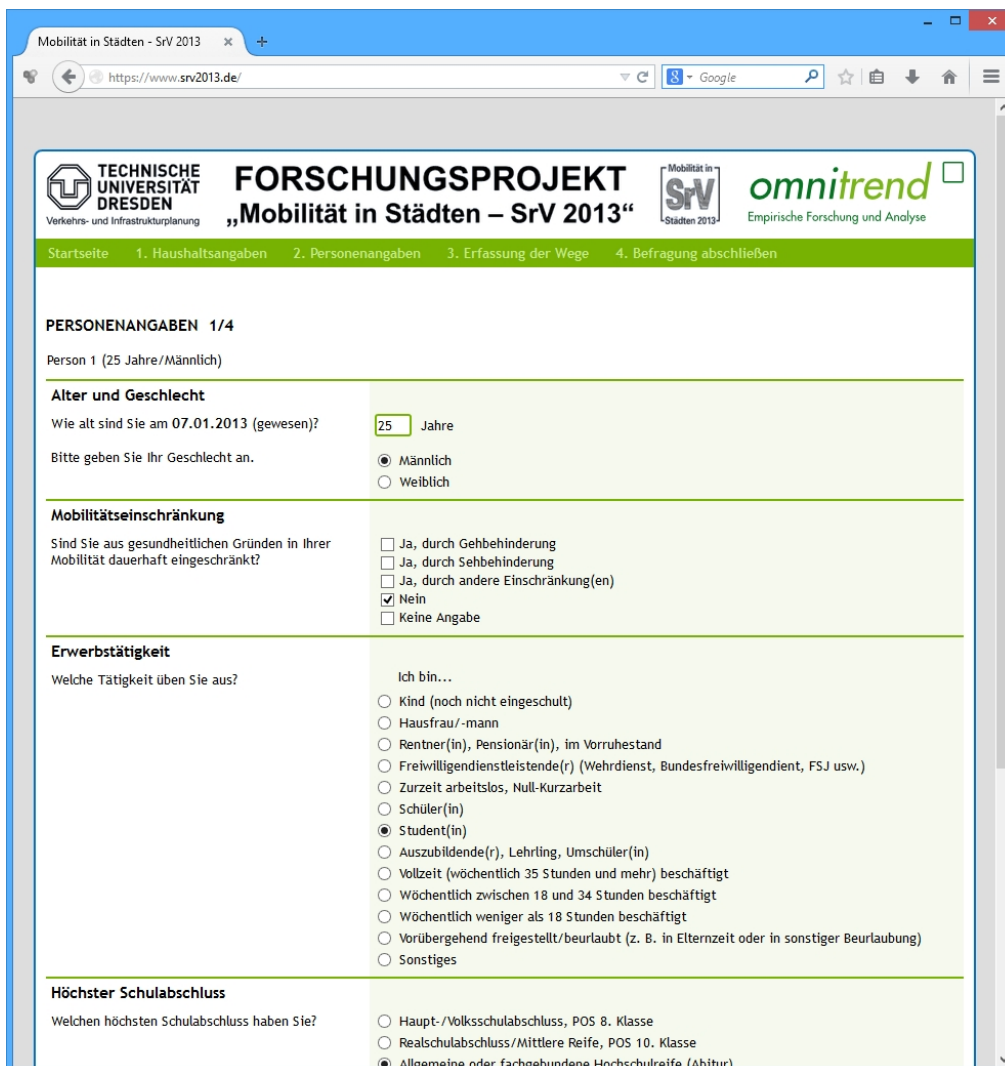 Mobilität in Städten - SrV 2013
https://www.srv2013.de/
Google
TECHNISCHE
UNIVERSITÄT
DRESDEN
Verkehrs- und Infrastrukturplanung
FORSCHUNGSPROJEKT
„Mobilität in Städten – SrV 2013“
Mobilität in
SrV
Städten 2013
omnitrend
Empirische Forschung und Analyse
Startseite 1. Haushaltsangaben 2. Personenangaben 3. Erfassung der Wege 4. Befragung abschließen
PERSONENANGABEN 1/4
Person 1 (25 Jahre/Männlich)
Alter und Geschlecht
Wie alt sind Sie am 07.01.2013 (gewesen)? 25 Jahre
Bitte geben Sie Ihr Geschlecht an. Männlich
Weiblich
Mobilitätseinschränkung
Sind Sie aus gesundheitlichen Gründen in Ihrer
Mobilität dauerhaft eingeschränkt?
Ja, durch Gehbehinderung
Ja, durch Sehbehinderung
Ja, durch andere Einschränkung(en)
Nein
Keine Angabe
Erwerbstätigkeit
Welche Tätigkeit üben Sie aus? Ich bin...
Kind (noch nicht eingeschult)
Hausfrau/-mann
Rentner(in), Pensionär(in), im Vorruhestand
Freiwilligendienstleistende(r) (Wehrdienst, Bundesfreiwilligendient, FSJ usw.)
Zurzeit arbeitslos, Null-Kurzarbeit
Schüler(in)
Student(in)
Auszubildende(r), Lehrling, Umschüler(in)
Vollzeit (wöchentlich 35 Stunden und mehr) beschäftigt
Wöchentlich zwischen 18 und 34 Stunden beschäftigt
Wöchentlich weniger als 18 Stunden beschäftigt
Vorübergehend freigestellt/beurlaubt (z. B. in Elternzeit oder in sonstiger Beurlaubung)
Sonstiges
Höchster Schulabschluss
Welchen höchsten Schulabschluss haben Sie? Haupt-/Volksschulabschluss, POS 8. Klasse
Realschulabschluss/Mittlere Reife, POS 10. Klasse
Allgemeine oder fachgebundene Hochschulreife (Abitur)